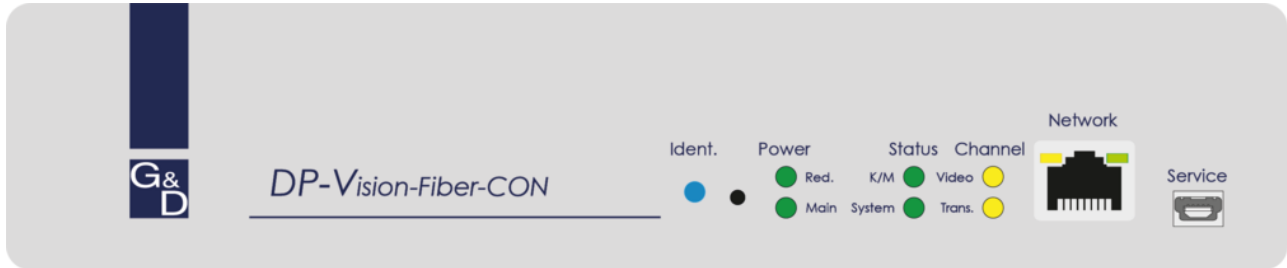 Network
Ident. Power Status Channel
G&D
DP-Vision-Fiber-CON
Red. K/M Video
Service
Main System Trans.